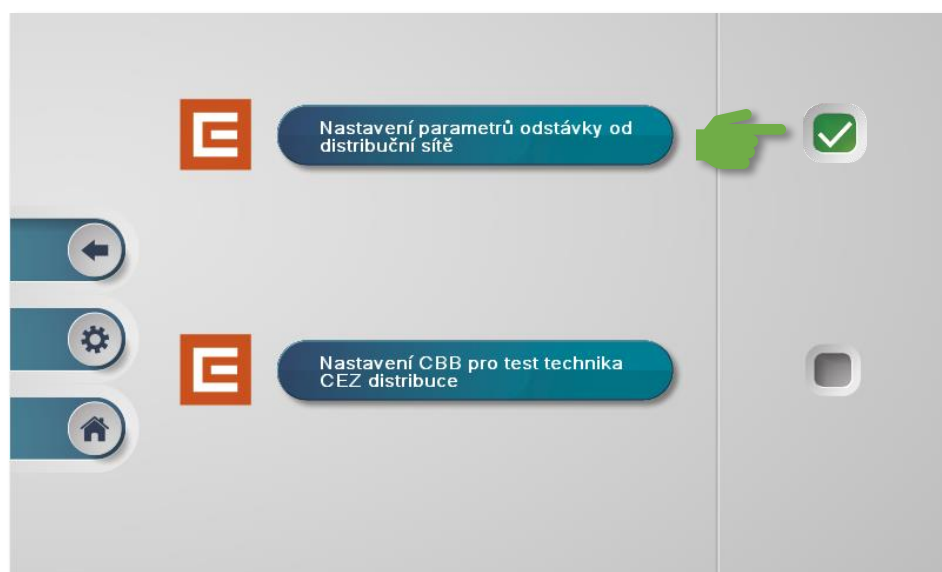 Nastavení parametrů odstávky od
distribuční sítě
Nastavení CBB pro test technika
CEZ distribuce